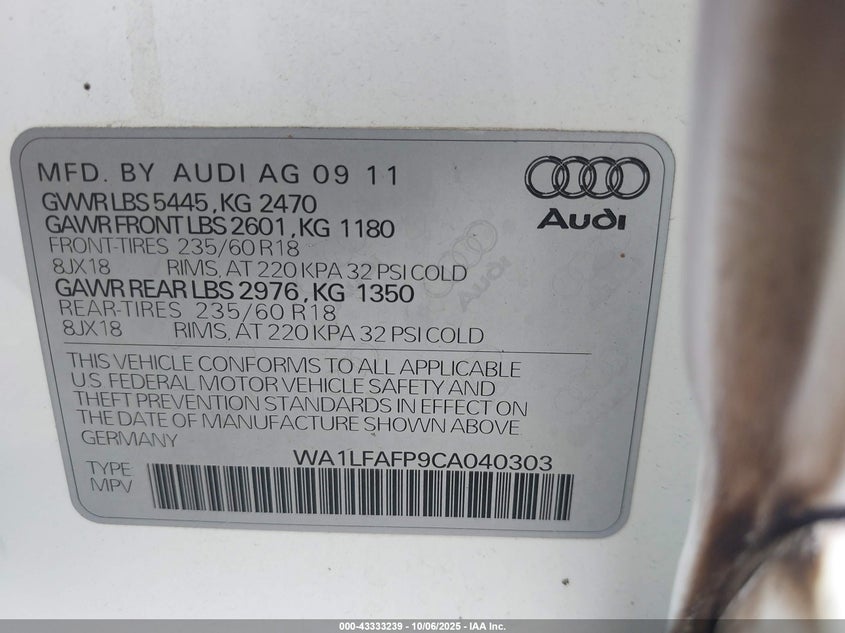 MFD. BY AUDI AG 09 11
GVWR LBS 5445, KG 2470
GAWR FRONT LBS 2601, KG 1180
FRONT-TIRES 235/60 R18
8JX18 RIMS, AT 220 KPA 32 PSI COLD
GAWR REAR LBS 2976, KG 1350
REAR-TIRES 235/60 R18
8JX18 RIMS, AT 220 KPA 32 PSI COLD
Audi
Audi
THIS VEHICLE CONFORMS TO ALL APPLICABLE
U.S. FEDERAL MOTOR VEHICLE SAFETY AND
THEFT PREVENTION STANDARDS IN EFFECT ON
THE DATE OF MANUFACTURE SHOWN ABOVE
GERMANY
WA1LFAFP9CA040303
TYPE
MPV
000-43333239 - 10/06/2025 - IAA Inc.